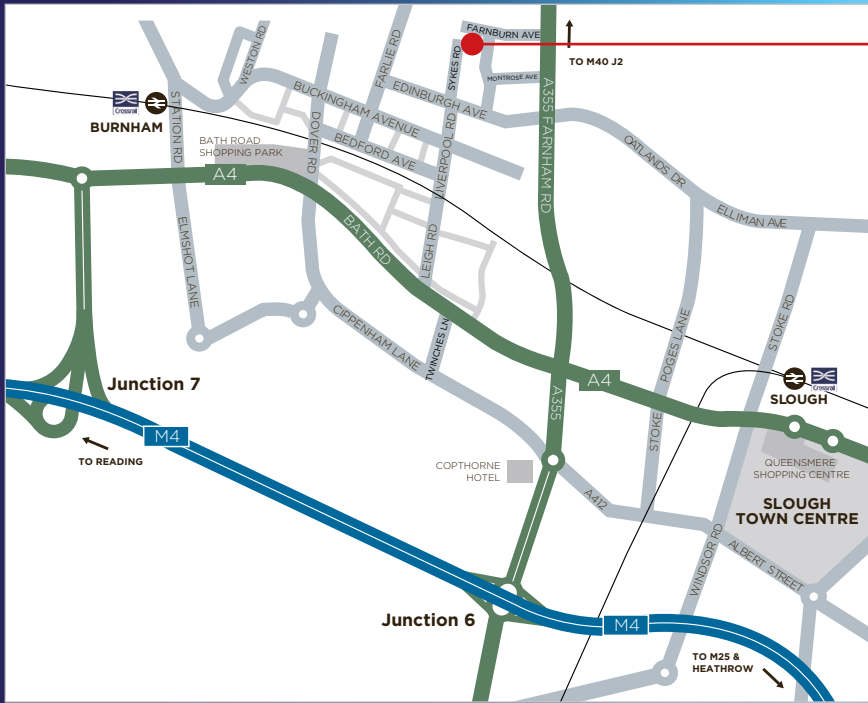 FARNBURN AVE
TO M40 J2
WESTON RD
FARLIE RD
SYKES RD
MONTROSE AVE
A355 FARNHAM RD
Crossrail
BURNHAM
STATION RD
BUCKINGHAM AVENUE
EDINBURGH AVE
DOVER RD
BEDFORD AVE
LIVERPOOL RD
BATH ROAD
SHOPPING PARK
A4
OATLANDS DR
ELLIMAN AVE
ELMSHOT LANE
BATH RD
LEIGH RD
CIPPENHAM LANE
TWINCHES LN
STOKE POGES LANE
STOKE RD
Junction 7
M4
TO READING
A4
A355
Crossrail
SLOUGH
COPTHORNE
HOTEL
A412
QUEENSMERE
SHOPPING CENTRE
SLOUGH
TOWN CENTRE
WINDSOR RD
ALBERT STREET
Junction 6
M4
TO M25 &
HEATHROW